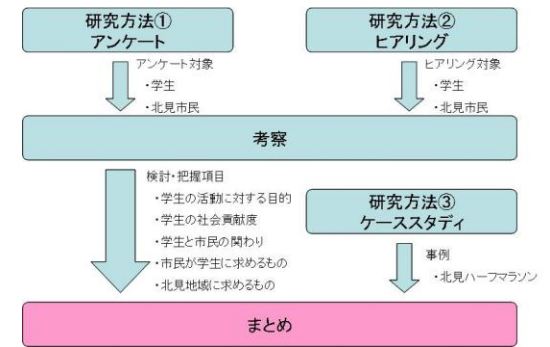 研究方法①
アンケート
研究方法②
ヒアリング
アンケート対象
・学生
・北見市民
ヒアリング対象
・学生
・北見市民
考察
検討・把握項目
・学生の活動に対する目的
・学生の社会貢献度
・学生と市民の関わり
・市民が学生に求めるもの
・北見地域に求めるもの
研究方法③
ケーススタディ
事例
・北見ハーフマラソン
まとめ